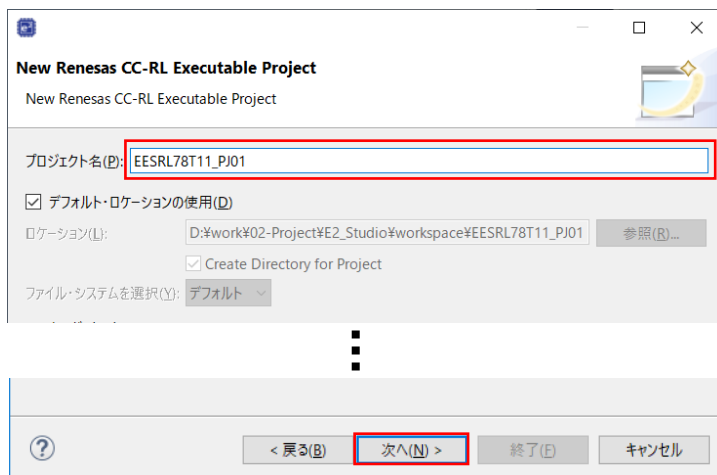 New Renesas CC-RL Executable Project
New Renesas CC-RL Executable Project
プロジェクト名(P): EESRL78T11_PJ01
デフォルト・ロケーションの使用(D)
ロケーション(L): D:¥work¥02-Project¥E2_Studio¥workspace¥EESRL78T11_PJ01 参照(R)...
Create Directory for Project
ファイル・システムを選択(Y): デフォルト
< 戻る(B) 次へ(N) > 終了(F) キャンセル